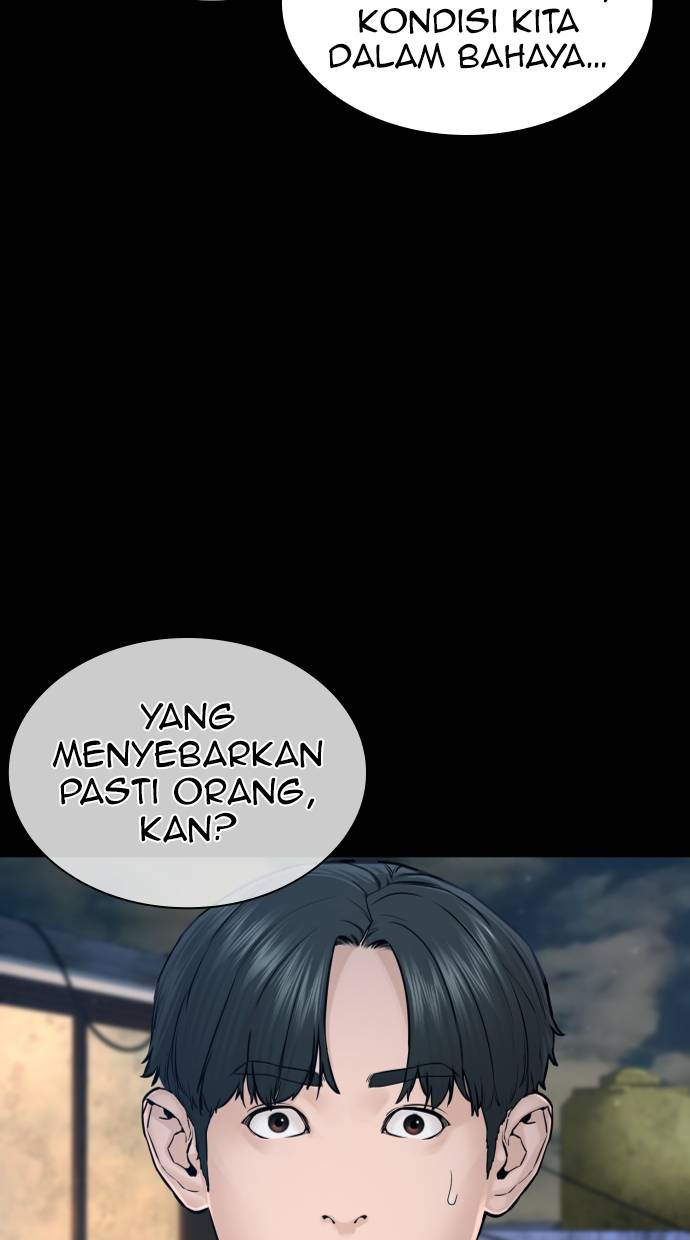 KONDISI KITA
DALAM BAHAYA...
YANG
MENYEBARKAN
PASTI ORANG,
KAN?